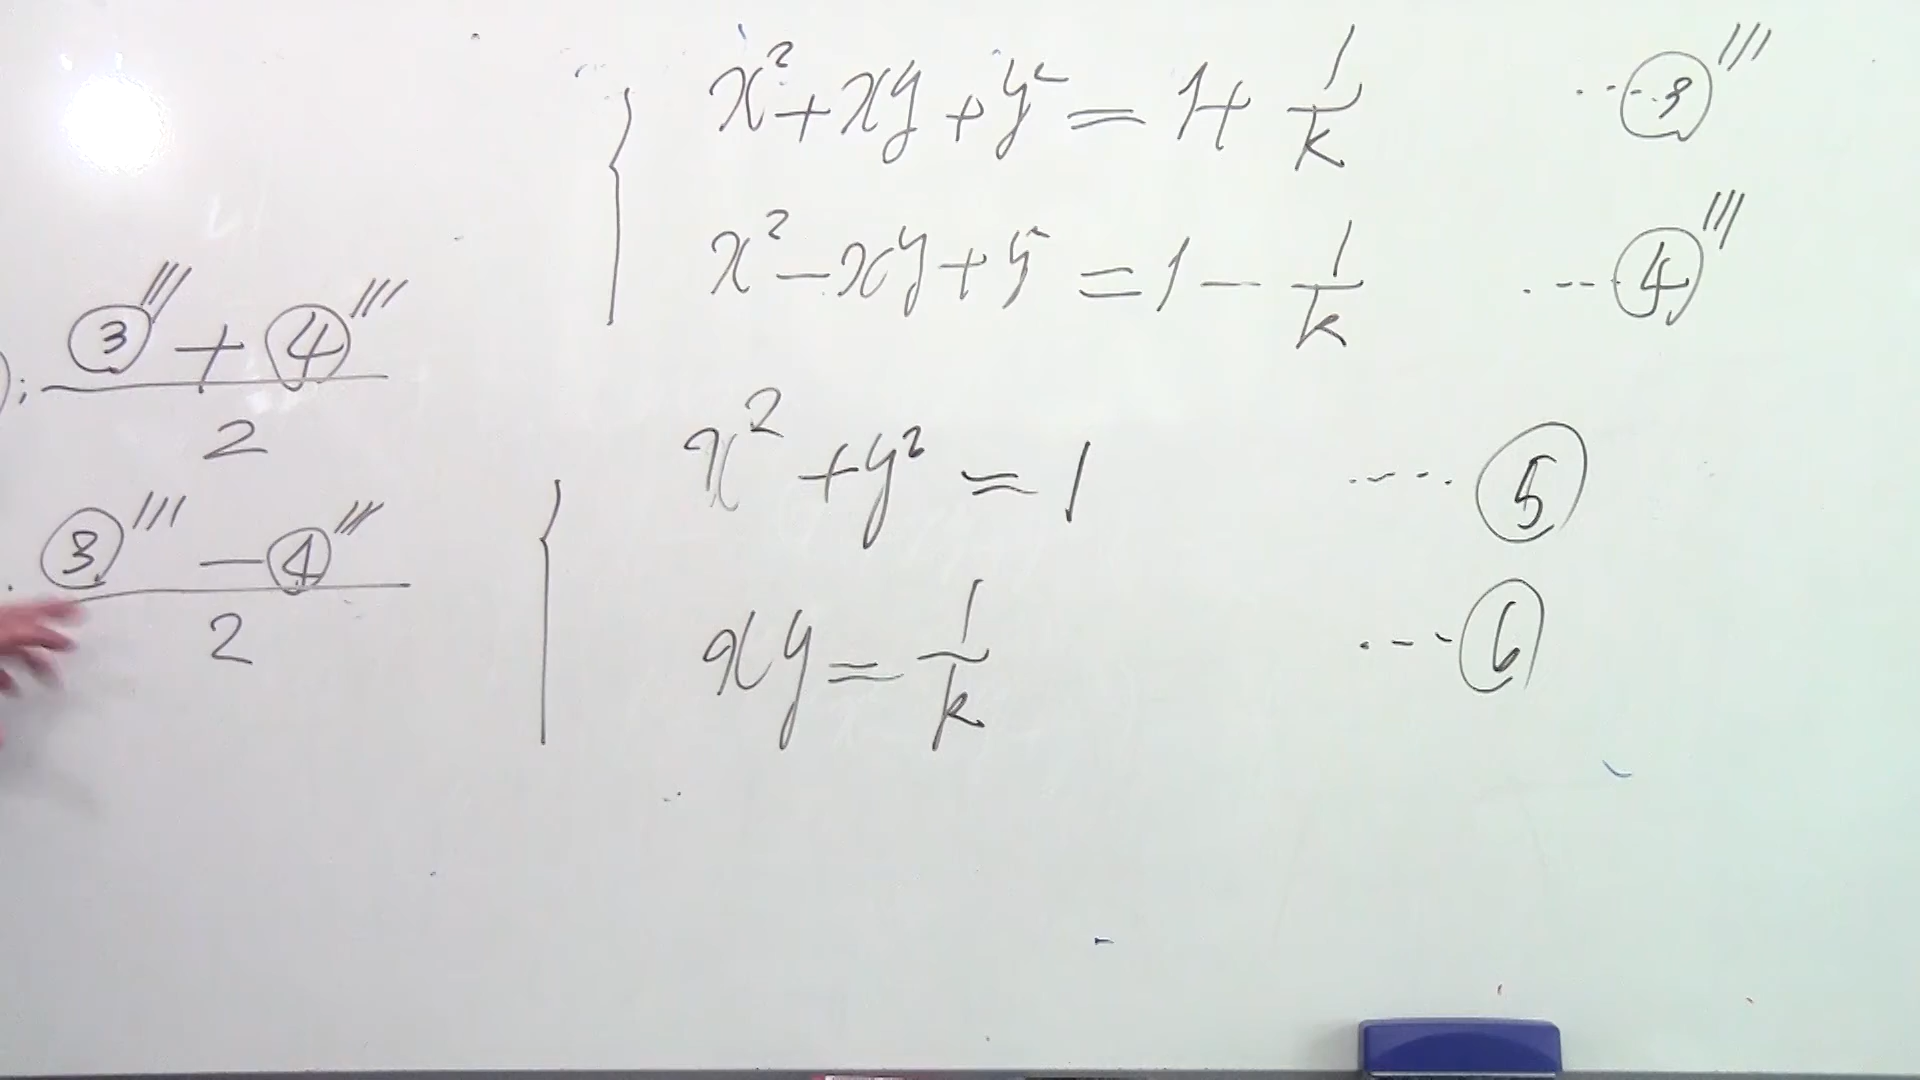 x² + xy + y² = 1 + 1/k ···· ③'''
x² − xy + y² = 1 − 1/k ···· ④'''
(③''' + ④''')/2 x² + y² = 1 ···· ⑤
(③''' − ④''')/2 xy = 1/k ···· ⑥